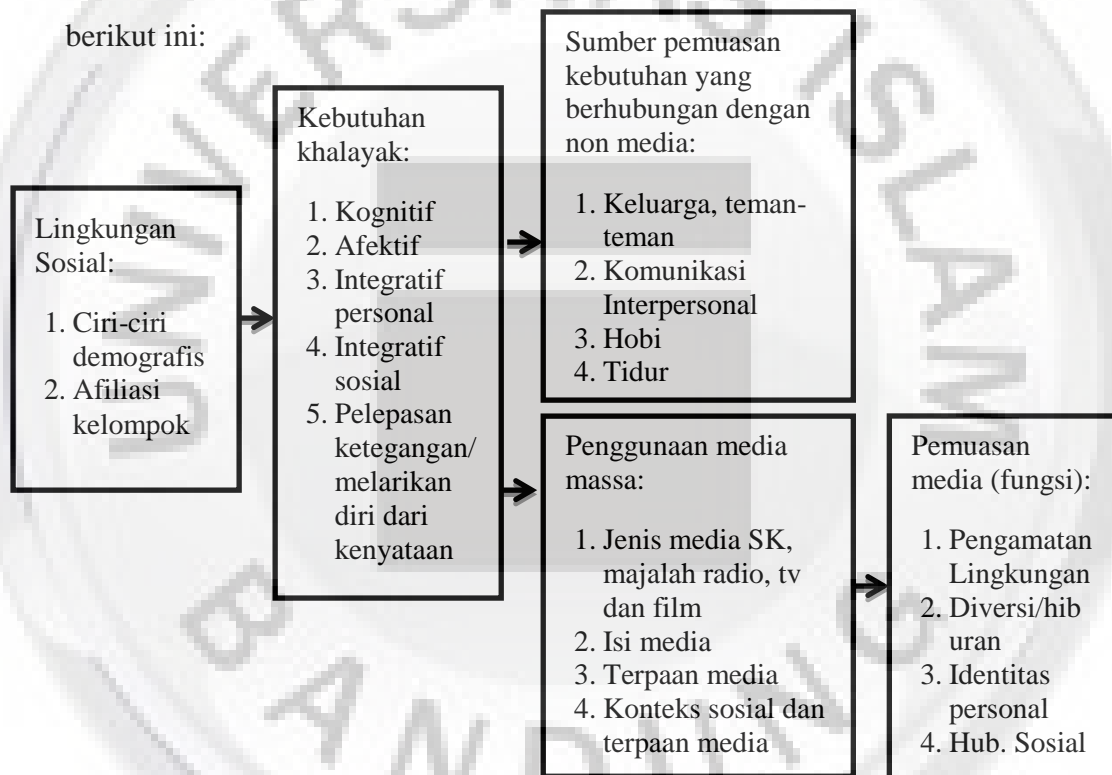 berikut ini:
Lingkungan
Sosial:
1. Ciri-ciri
demografis
2. Afiliasi
kelompok
Kebutuhan
khalayak:
1. Kognitif
2. Afektif
3. Integratif
personal
4. Integratif
sosial
5. Pelepasan
ketegangan/
melarikan
diri dari
kenyataan
Sumber pemuasan
kebutuhan yang
berhubungan dengan
non media:
1. Keluarga, teman-
teman
2. Komunikasi
Interpersonal
3. Hobi
4. Tidur
Penggunaan media
massa:
1. Jenis media SK,
majalah radio, tv
dan film
2. Isi media
3. Terpaan media
4. Konteks sosial dan
terpaan media
Pemuasan
media (fungsi):
1. Pengamatan
Lingkungan
2. Diversi/hib
uran
3. Identitas
personal
4. Hub. Sosial
UNIVERSITAS ISLAM
BANDUNG